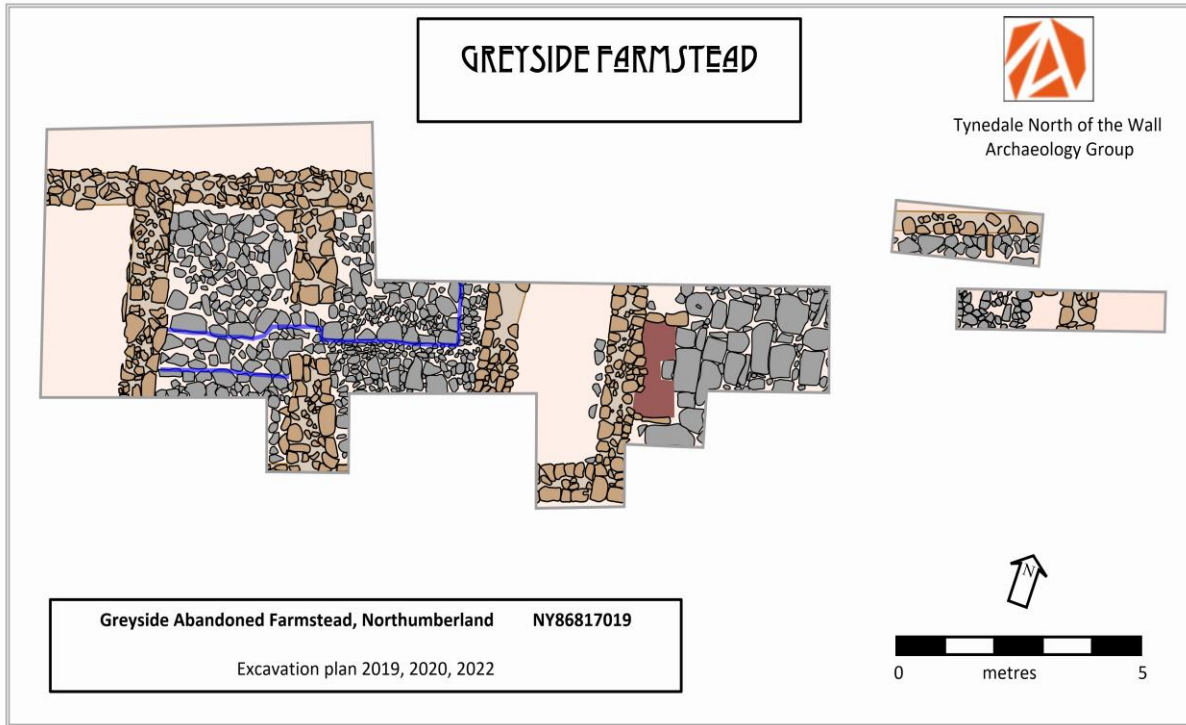 GREYSIDE FARMSTEAD
Tynedale North of the Wall
Archaeology Group
N
Greyside Abandoned Farmstead, Northumberland NY86817019
Excavation plan 2019, 2020, 2022
0 metres 5